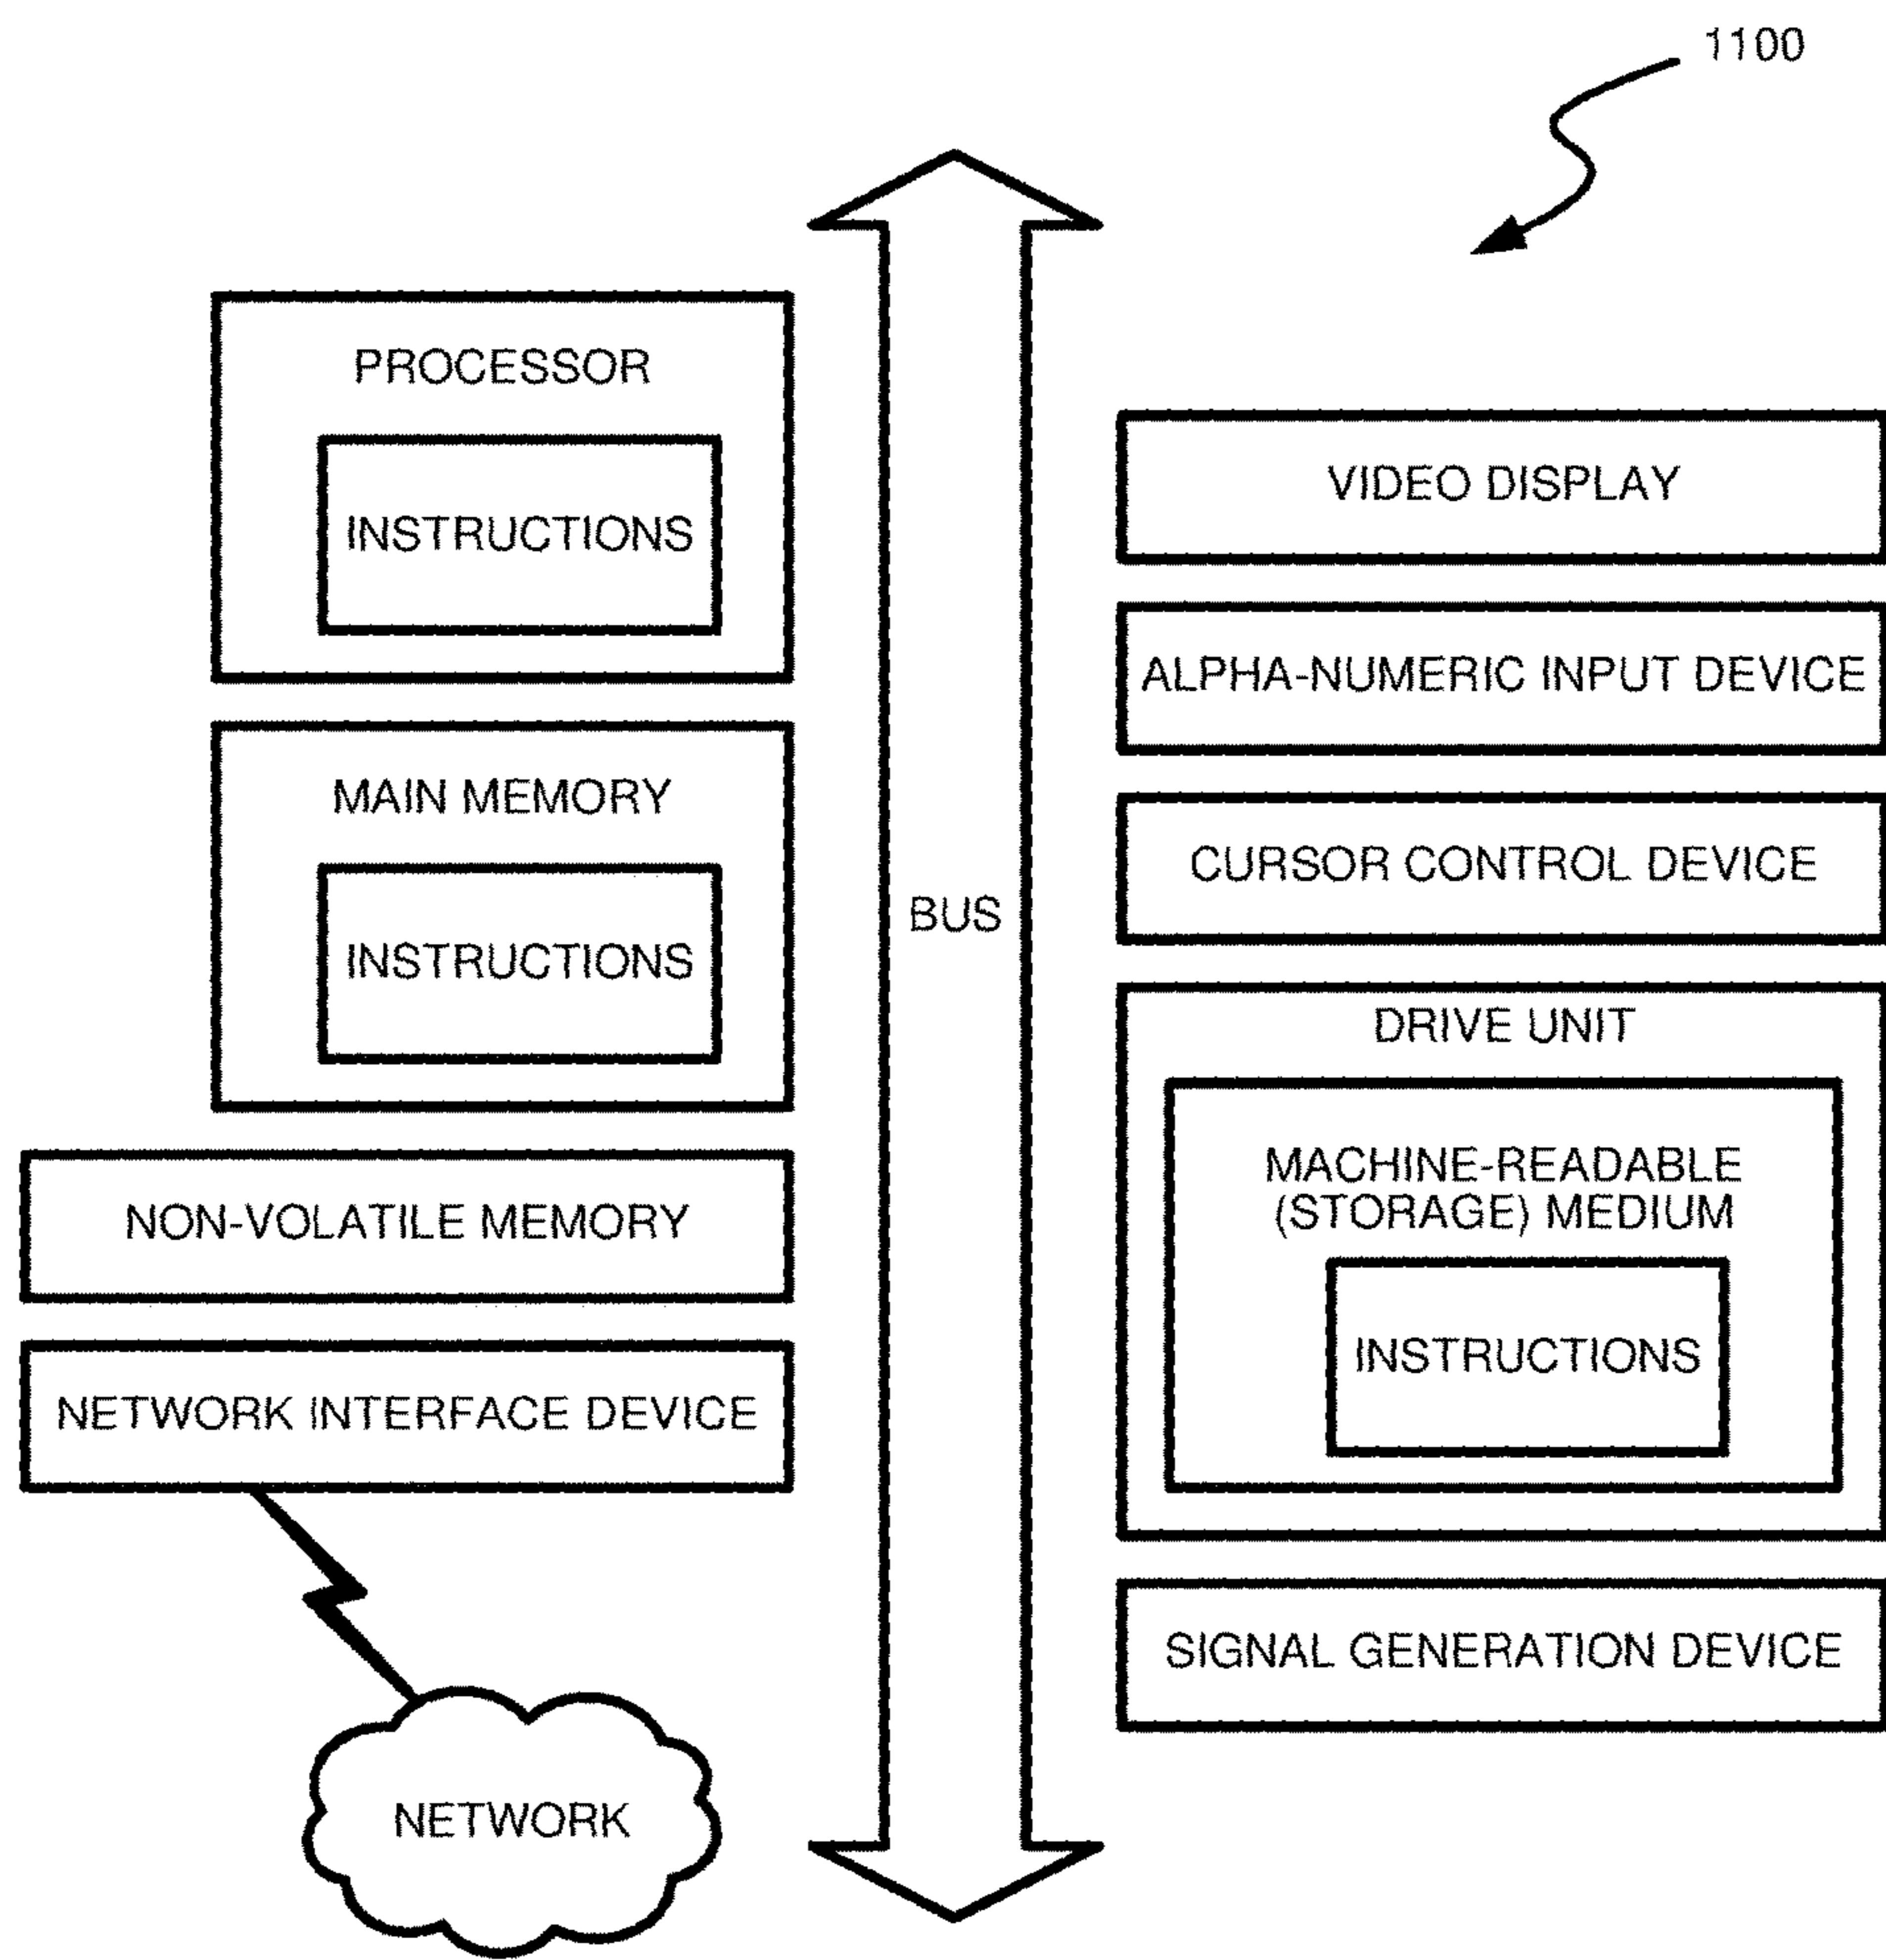 1100
PROCESSOR
INSTRUCTIONS
MAIN MEMORY
INSTRUCTIONS
NON-VOLATILE MEMORY
NETWORK INTERFACE DEVICE
NETWORK
BUS
VIDEO DISPLAY
ALPHA-NUMERIC INPUT DEVICE
CURSOR CONTROL DEVICE
DRIVE UNIT
MACHINE-READABLE
(STORAGE) MEDIUM
INSTRUCTIONS
SIGNAL GENERATION DEVICE